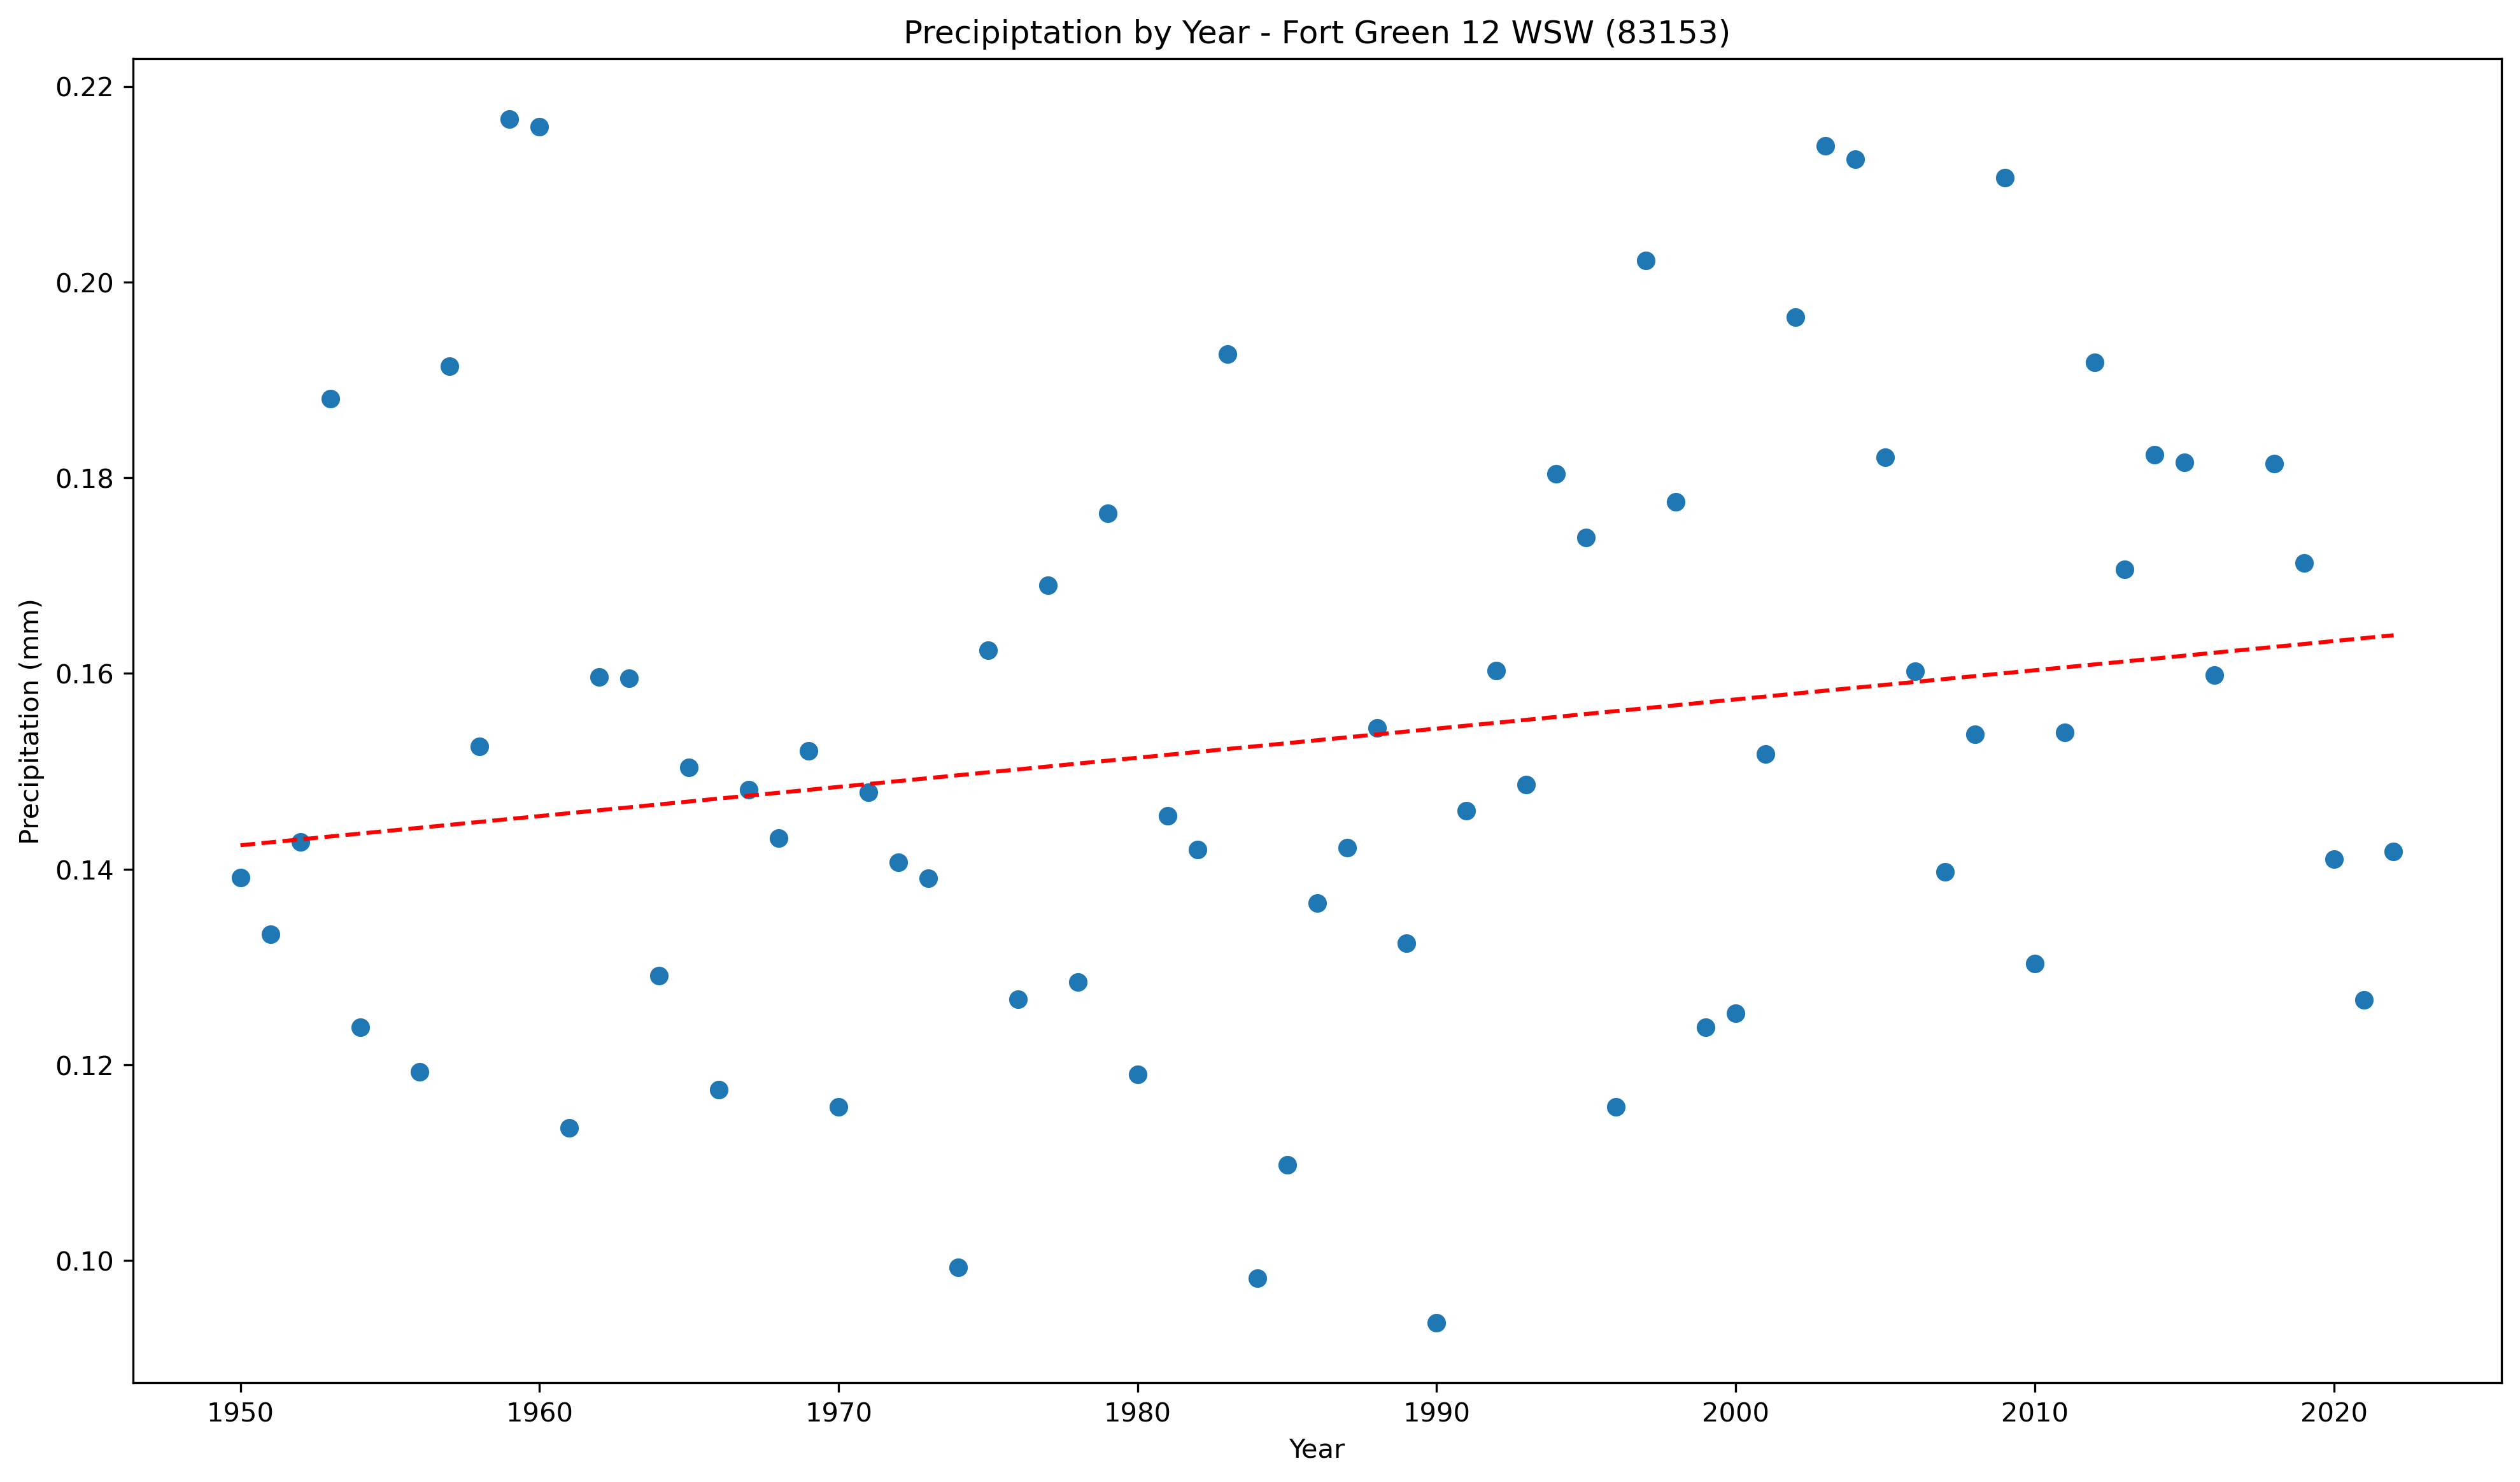 Precipiptation by Year - Fort Green 12 WSW (83153)
Precipitation (mm)
0.22
0.20
0.18
0.16
0.14
0.12
0.10
1950 1960 1970 1980 1990 2000 2010 2020
Year